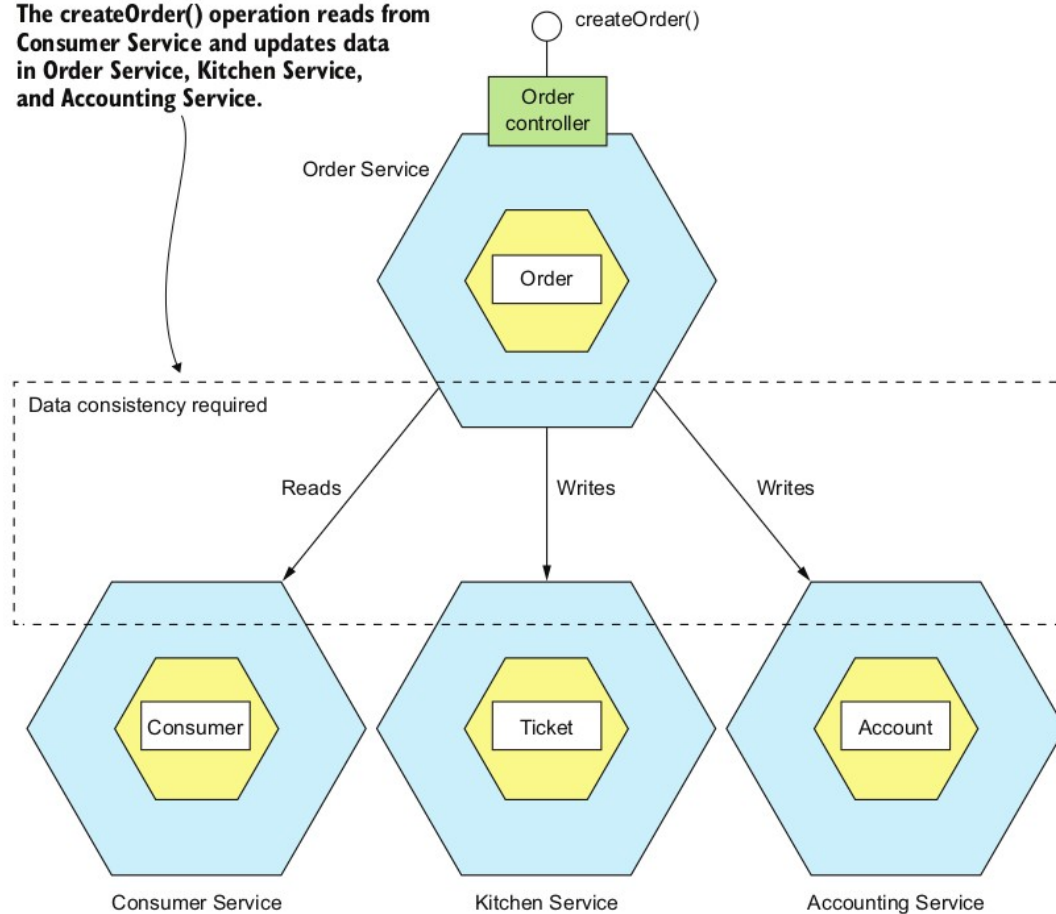 The createOrder() operation reads from
Consumer Service and updates data
in Order Service, Kitchen Service,
and Accounting Service.
createOrder()
Order
controller
Order Service
Order
Data consistency required
Reads
Writes
Writes
Consumer
Ticket
Account
Consumer Service
Kitchen Service
Accounting Service